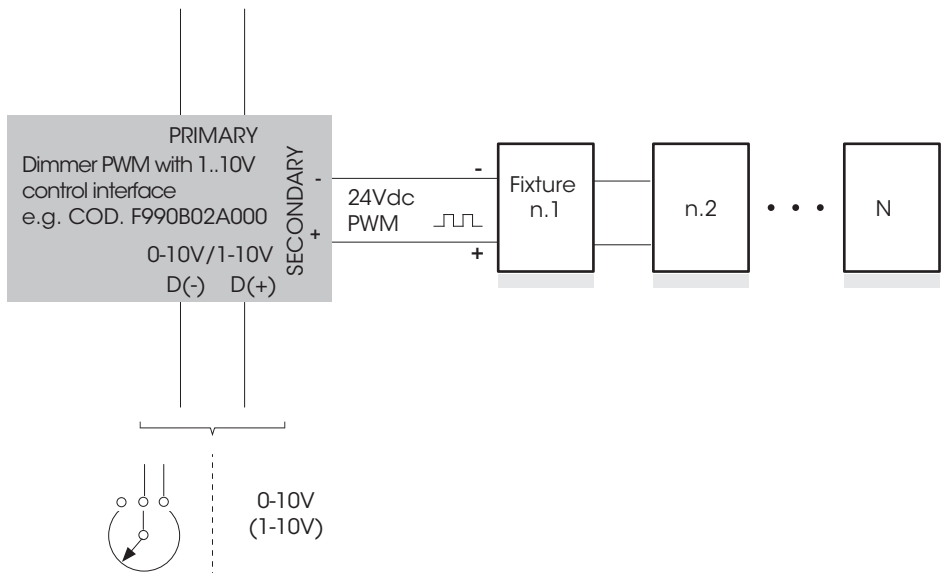 PRIMARY
Dimmer PWM with 1..10V
control interface
e.g. COD. F990B02A000
0-10V/1-10V
D(-) D(+)
SECONDARY
-
+
-
24Vdc
PWM
+
Fixture
n.1
n.2
N
0-10V
(1-10V)